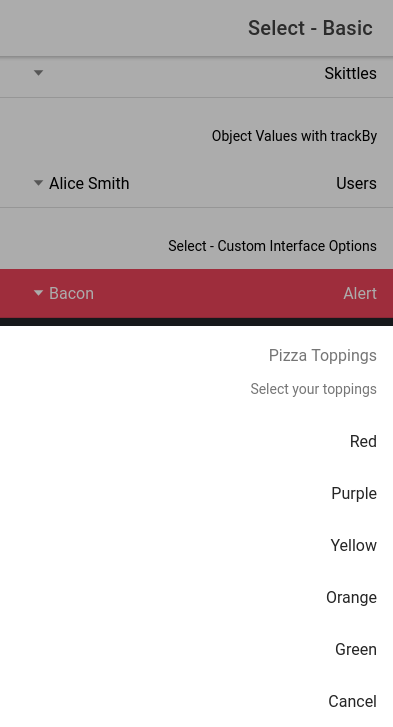 Select - Basic
Skittles
Object Values with trackBy
Users Alice Smith
Select - Custom Interface Options
Alert Bacon
Pizza Toppings
Select your toppings
Red
Purple
Yellow
Orange
Green
Cancel